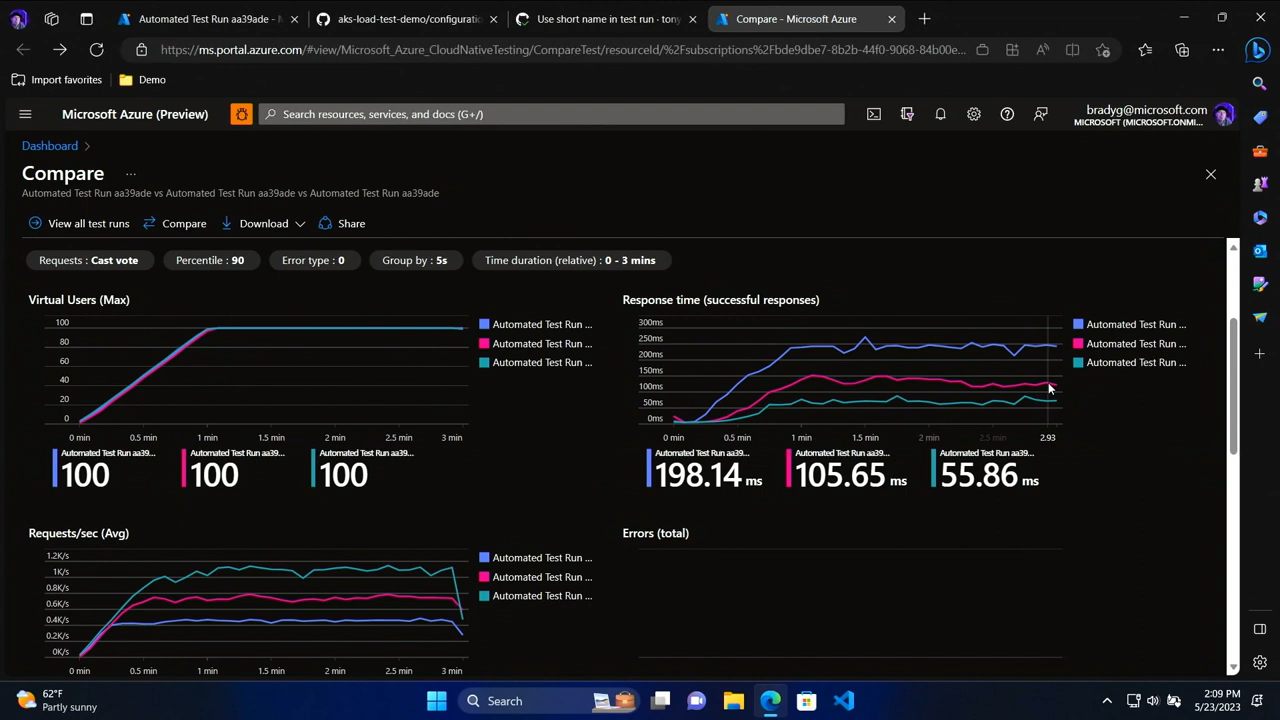 Automated Test Run aa39ade -
aks-load-test-demo/configuratio
Use short name in test run · tony
Compare - Microsoft Azure
https://ms.portal.azure.com/#view/Microsoft_Azure_CloudNativeTesting/CompareTest/resourceId/%2Fsubscriptions%2Fbde9dbe7-8b2b-44f0-9068-84b00e...
Import favorites
Demo
Microsoft Azure (Preview)
Search resources, services, and docs (G+/)
bradyg@microsoft.com
MICROSOFT (MICROSOFT.ONMI...
Dashboard
Compare
...
Automated Test Run aa39ade vs Automated Test Run aa39ade vs Automated Test Run aa39ade
View all test runs
Compare
Download
Share
Requests : Cast vote
Percentile : 90
Error type : 0
Group by : 5s
Time duration (relative) : 0 - 3 mins
Virtual Users (Max)
100
80
60
40
20
0
0 min
0.5 min
1 min
1.5 min
2 min
2.5 min
3 min
Automated Test Run ...
Automated Test Run ...
Automated Test Run ...
Automated Test Run aa39...
100
Automated Test Run aa39...
100
Automated Test Run aa39...
100
Response time (successful responses)
300ms
250ms
200ms
150ms
100ms
50ms
0ms
0 min
0.5 min
1 min
1.5 min
2 min
2.5 min
2.93
Automated Test Run ...
Automated Test Run ...
Automated Test Run ...
Automated Test Run aa39...
198.14 ms
Automated Test Run aa39...
105.65 ms
Automated Test Run aa39...
55.86 ms
Requests/sec (Avg)
1.2K/s
1K/s
0.8K/s
0.6K/s
0.4K/s
0.2K/s
0K/s
0 min
0.5 min
1 min
1.5 min
2 min
2.5 min
3 min
Automated Test Run ...
Automated Test Run ...
Automated Test Run ...
Errors (total)
62°F
Partly sunny
Search
2:09 PM
5/23/2023